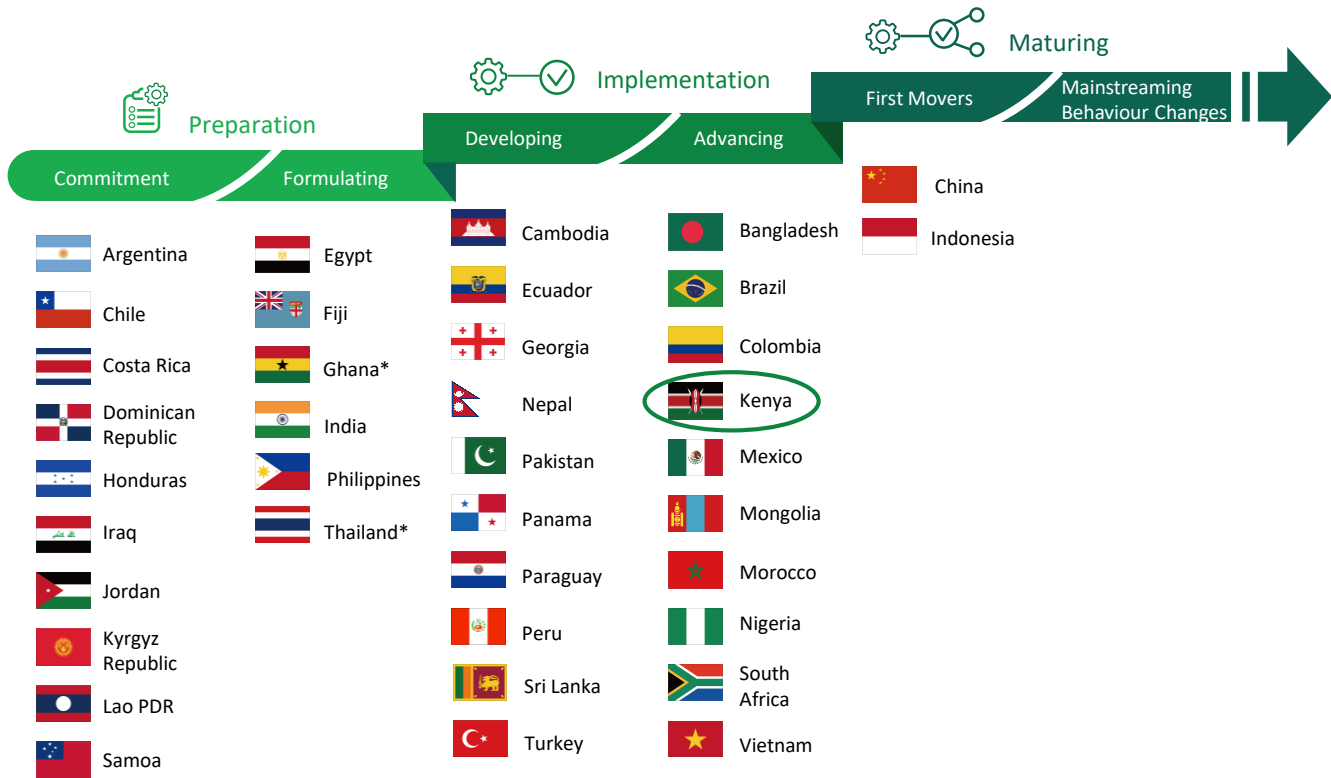 Preparation
Commitment
Formulating
Argentina
Chile
Costa Rica
Dominican
Republic
Honduras
Iraq
Jordan
Kyrgyz
Republic
Lao PDR
Samoa
Egypt
Fiji
Ghana*
India
Philippines
Thailand*
Implementation
Developing
Advancing
Cambodia
Ecuador
Georgia
Nepal
Pakistan
Panama
Paraguay
Peru
Sri Lanka
Turkey
Bangladesh
Brazil
Colombia
Kenya
Mexico
Mongolia
Morocco
Nigeria
South
Africa
Vietnam
Maturing
First Movers
Mainstreaming
Behaviour Changes
China
Indonesia